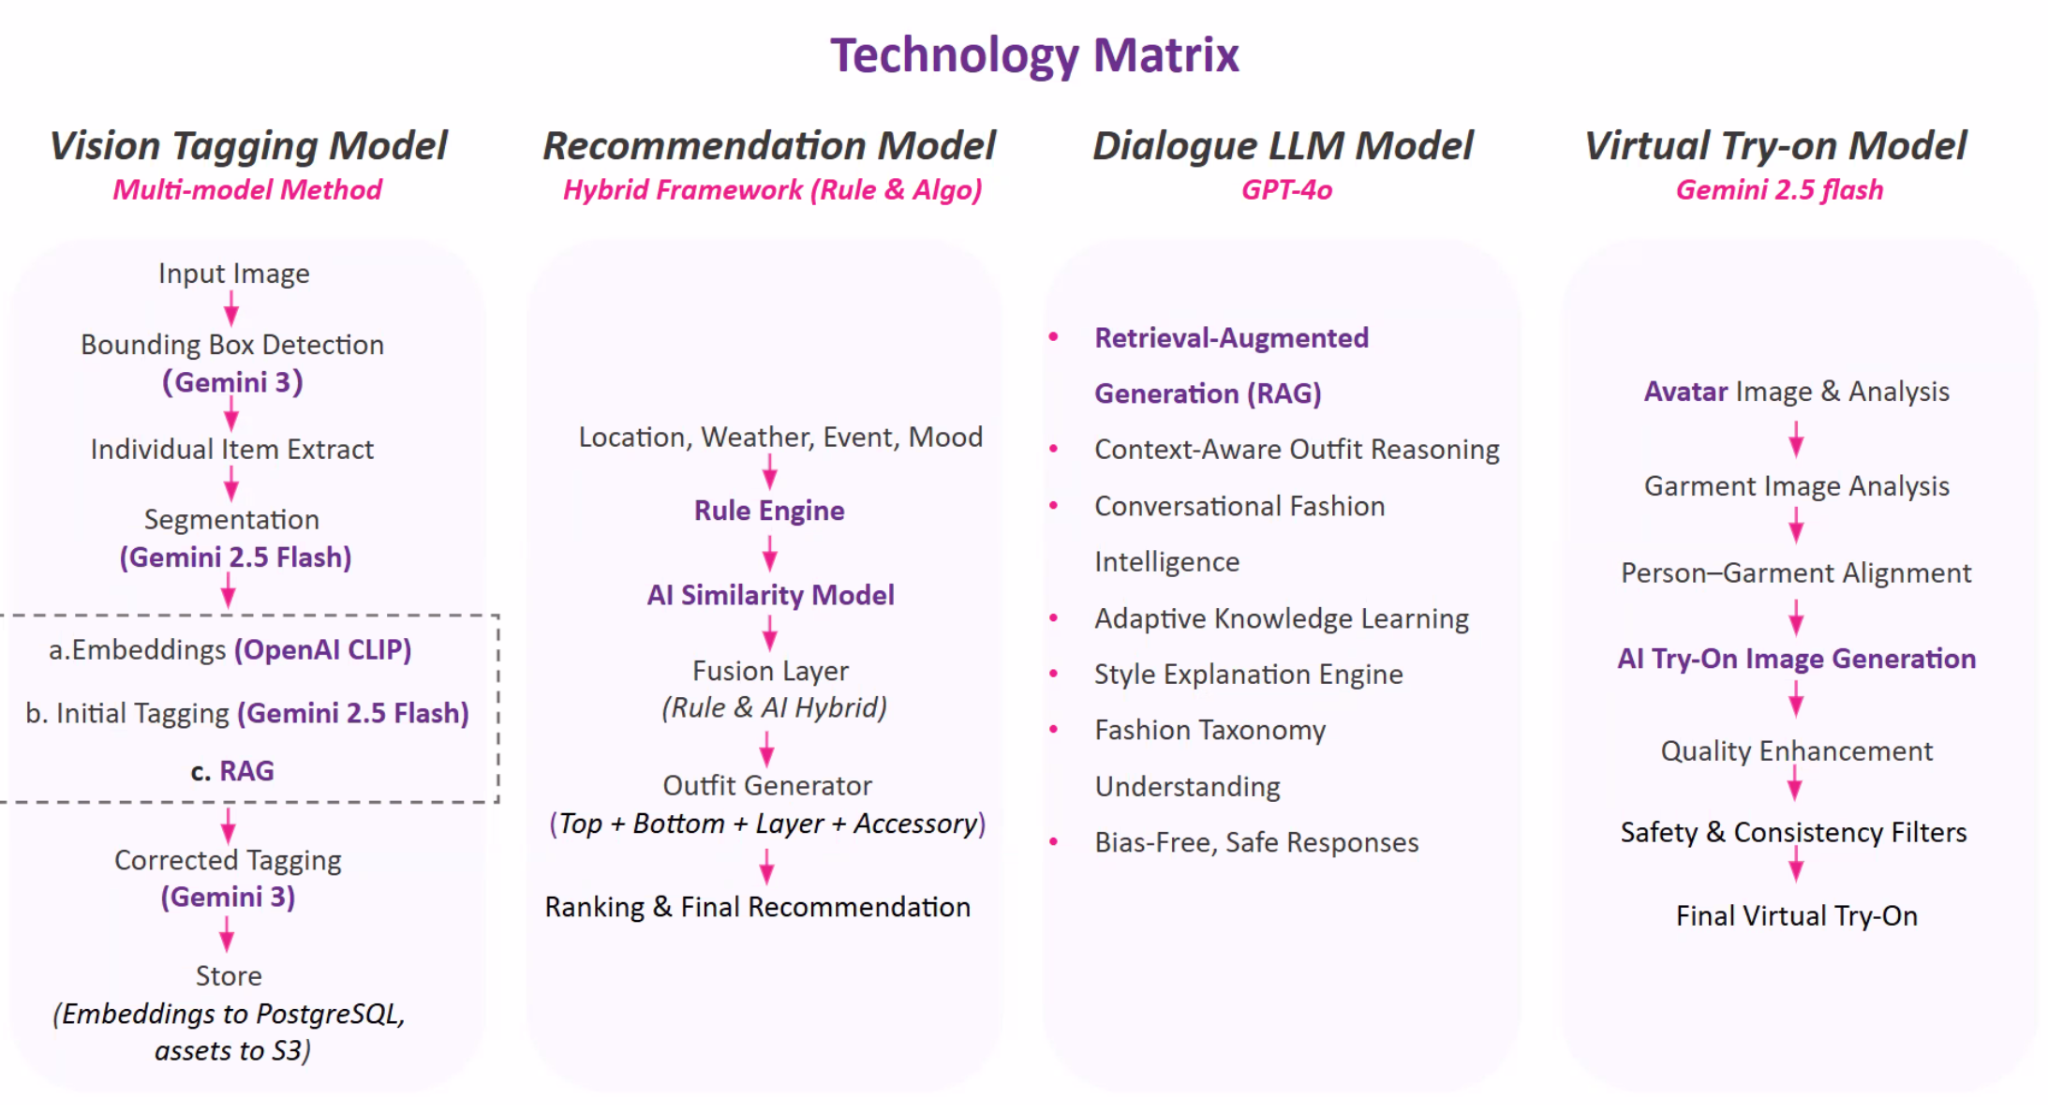 Technology Matrix
Vision Tagging Model
Multi-model Method
Input Image
Bounding Box Detection
(Gemini 3)
Individual Item Extract
Segmentation
(Gemini 2.5 Flash)
a.Embeddings (OpenAI CLIP)
b. Initial Tagging (Gemini 2.5 Flash)
c. RAG
Corrected Tagging
(Gemini 3)
Store
(Embeddings to PostgreSQL,
assets to S3)
Recommendation Model
Hybrid Framework (Rule & Algo)
Location, Weather, Event, Mood
Rule Engine
AI Similarity Model
Fusion Layer
(Rule & AI Hybrid)
Outfit Generator
(Top + Bottom + Layer + Accessory)
Ranking & Final Recommendation
Dialogue LLM Model
GPT-4o
• Retrieval-Augmented
Generation (RAG)
• Context-Aware Outfit Reasoning
• Conversational Fashion
Intelligence
• Adaptive Knowledge Learning
• Style Explanation Engine
• Fashion Taxonomy
Understanding
• Bias-Free, Safe Responses
Virtual Try-on Model
Gemini 2.5 flash
Avatar Image & Analysis
Garment Image Analysis
Person–Garment Alignment
AI Try-On Image Generation
Quality Enhancement
Safety & Consistency Filters
Final Virtual Try-On